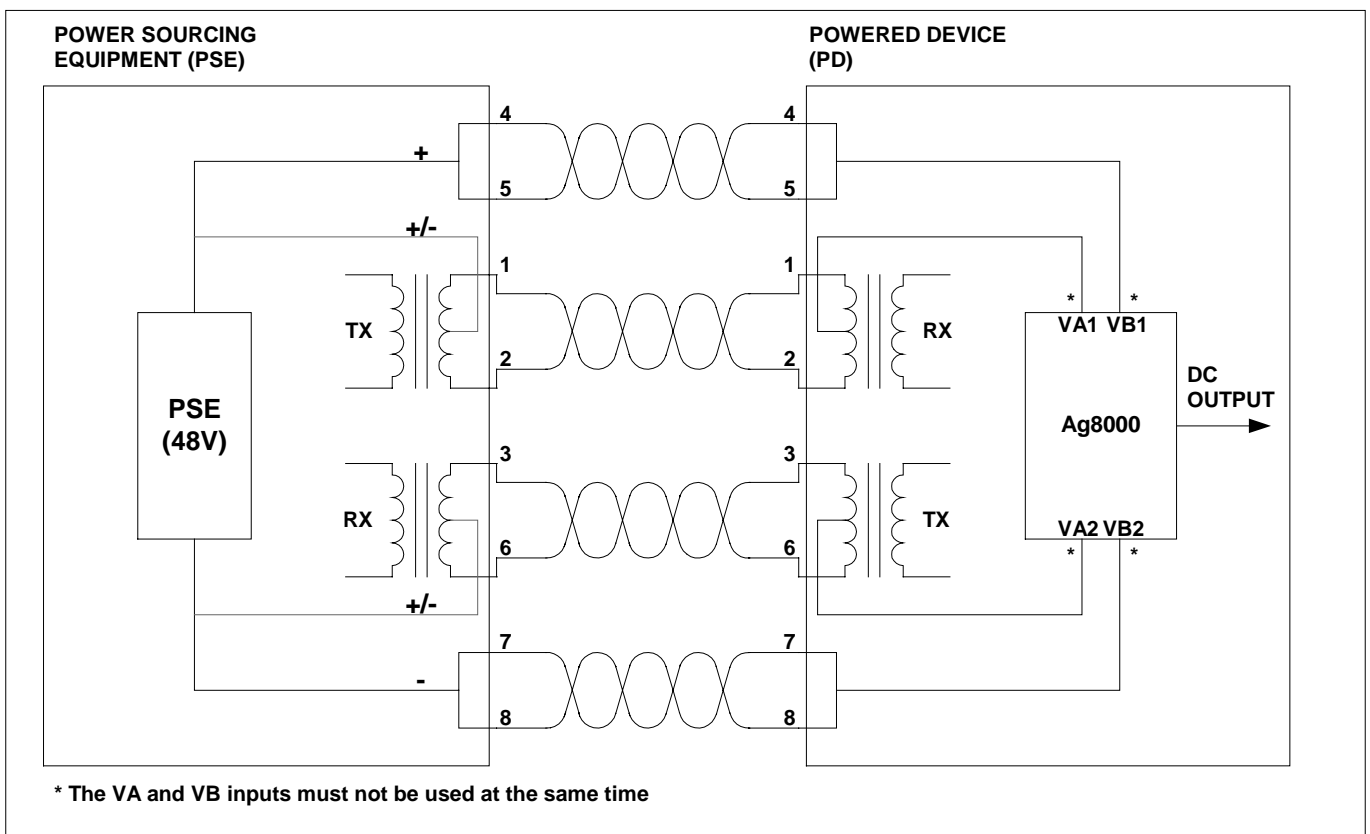 POWER SOURCING
EQUIPMENT (PSE)
POWERED DEVICE
(PD)
4
4
+
5
5
+/-
1
1
* *
VA1 VB1
TX
RX
2
2
DC
OUTPUT
PSE
(48V)
Ag8000
3
3
RX
TX
VA2 VB2
* *
6
6
+/-
7
7
-
8
8
* The VA and VB inputs must not be used at the same time